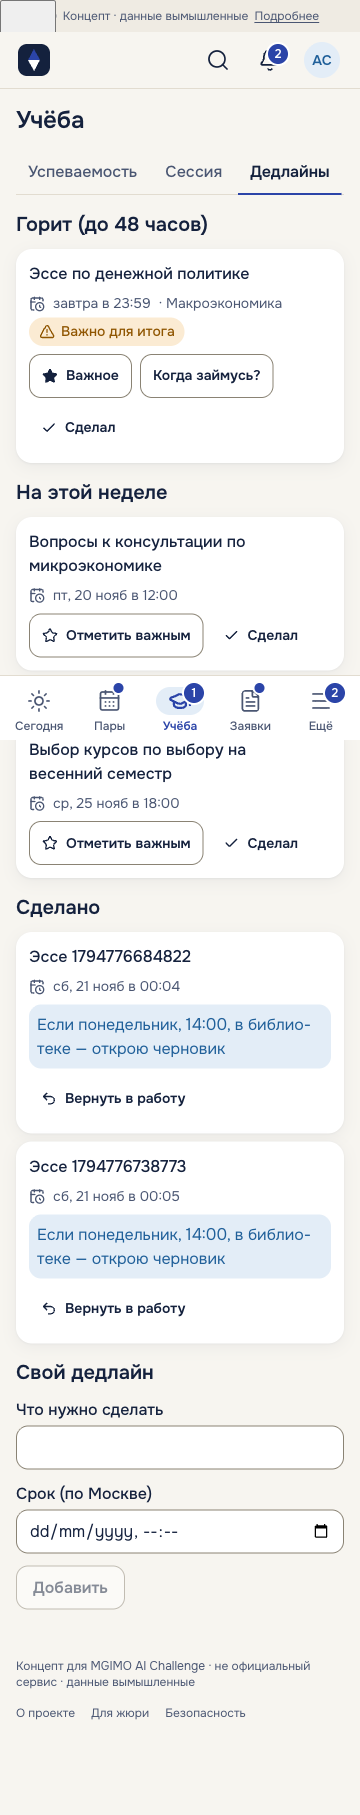 Концепт · данные вымышленные Подробнее
2
АС
Учёба
Успеваемость Сессия Дедлайны
Горит (до 48 часов)
Эссе по денежной политике
завтра в 23:59 · Макроэкономика
Важно для итога
Важное Когда займусь?
Сделал
На этой неделе
Вопросы к консультации по
микроэкономике
пт, 20 нояб в 12:00
Отметить важным Сделал
1 2
Сегодня Пары Учёба Заявки Ещё
Выбор курсов по выбору на
весенний семестр
ср, 25 нояб в 18:00
Отметить важным Сделал
Сделано
Эссе 1794776684822
сб, 21 нояб в 00:04
Если понедельник, 14:00, в библио-
теке — открою черновик
Вернуть в работу
Эссе 1794776738773
сб, 21 нояб в 00:05
Если понедельник, 14:00, в библио-
теке — открою черновик
Вернуть в работу
Свой дедлайн
Что нужно сделать
Срок (по Москве)
dd/mm/yyyy, --:--
Добавить
Концепт для MGIMO AI Challenge · не официальный
сервис · данные вымышленные
О проекте Для жюри Безопасность